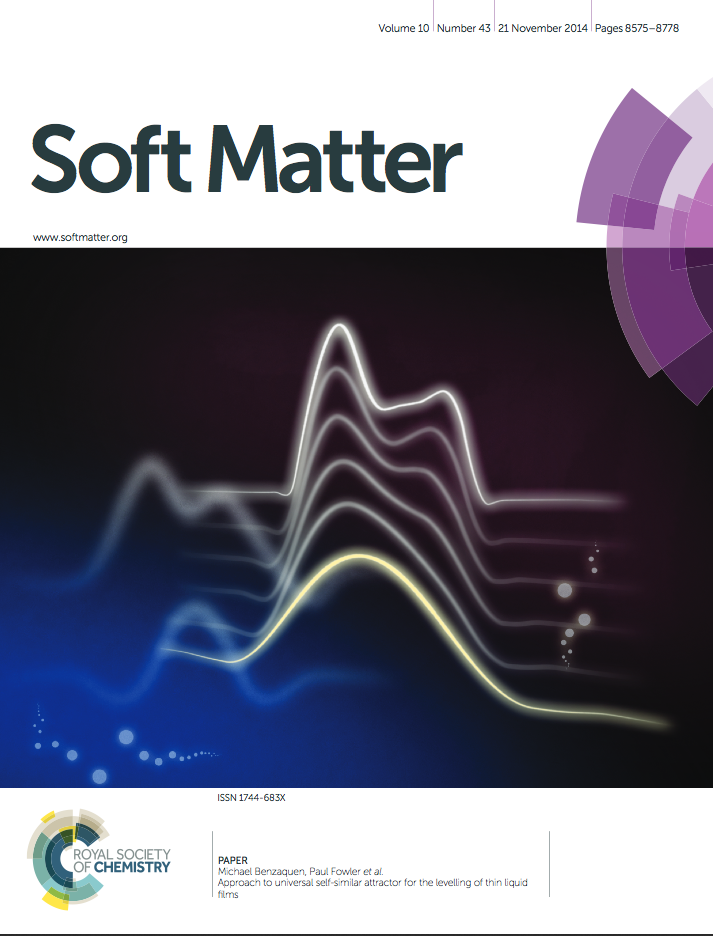 Volume 10 | Number 43 | 21 November 2014 | Pages 8575–8778
Soft Matter
www.softmatter.org
ISSN 1744-683X
ROYAL SOCIETY
OF CHEMISTRY
PAPER
Michael Benzaquen, Paul Fowler et al.
Approach to universal self-similar attractor for the levelling of thin liquid
films